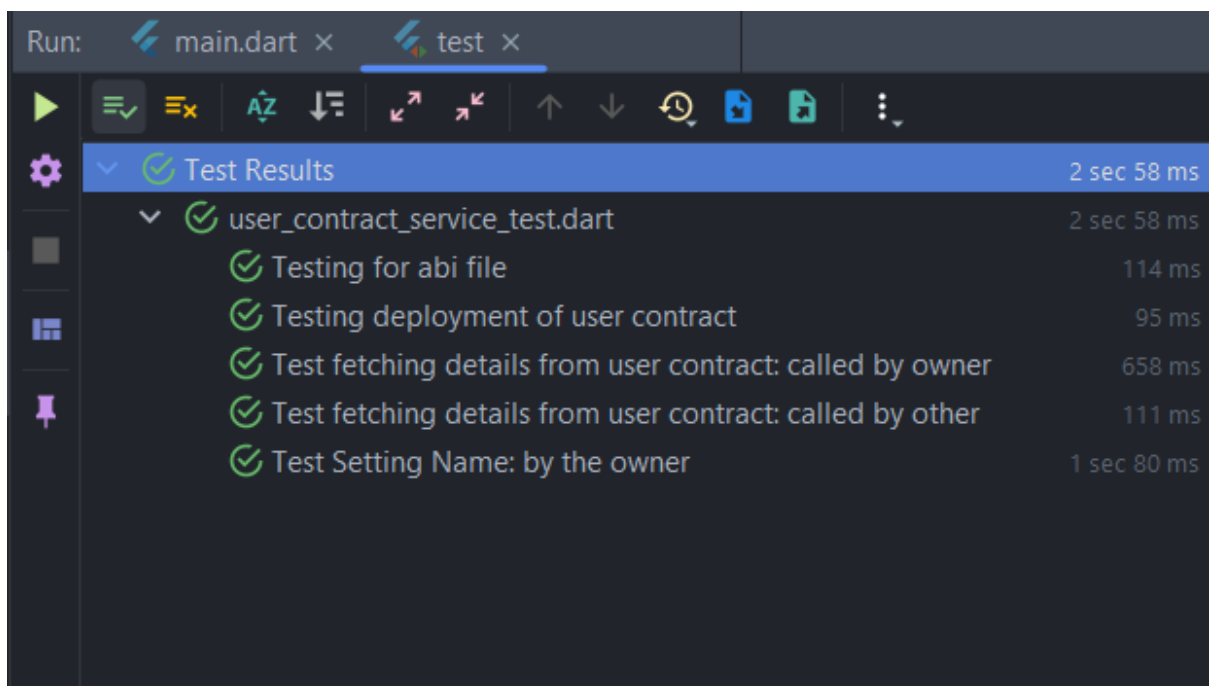 Run: main.dart × test ×
AZ
Test Results 2 sec 58 ms
user_contract_service_test.dart 2 sec 58 ms
Testing for abi file 114 ms
Testing deployment of user contract 95 ms
Test fetching details from user contract: called by owner 658 ms
Test fetching details from user contract: called by other 111 ms
Test Setting Name: by the owner 1 sec 80 ms